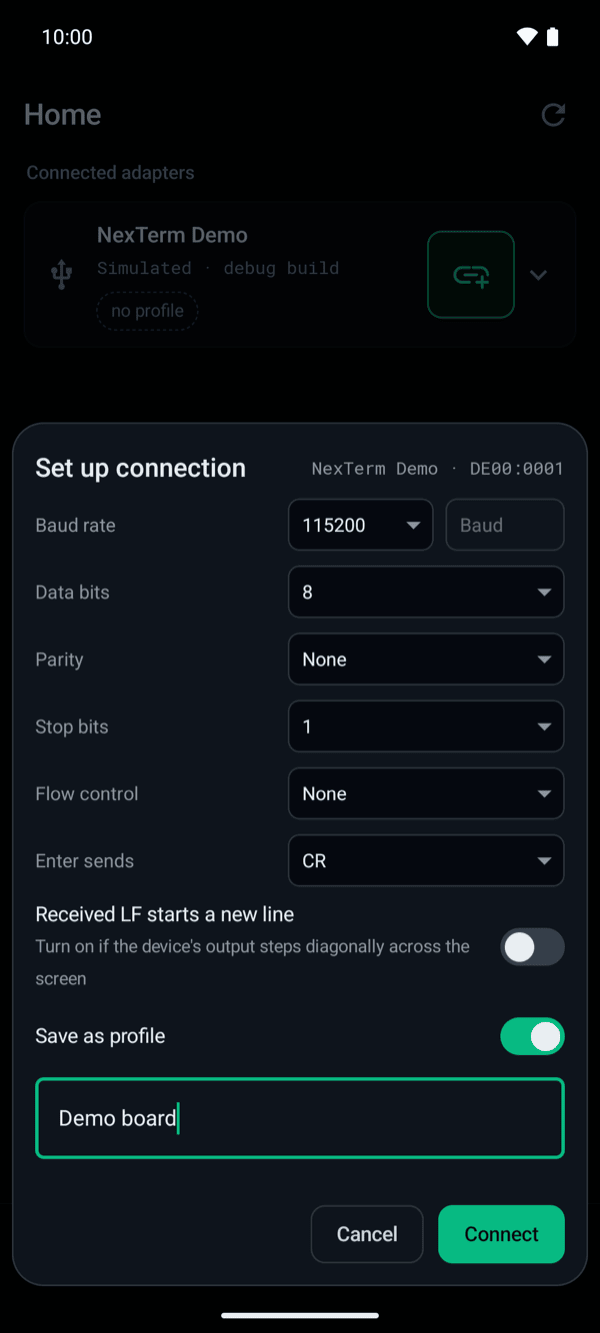 10:00
Home
Connected adapters
NexTerm Demo
Simulated · debug build
no profile
Set up connection NexTerm Demo · DE00:0001
Baud rate 115200 Baud
Data bits 8
Parity None
Stop bits 1
Flow control None
Enter sends CR
Received LF starts a new line
Turn on if the device's output steps diagonally across the
screen
Save as profile
Demo board
Cancel Connect